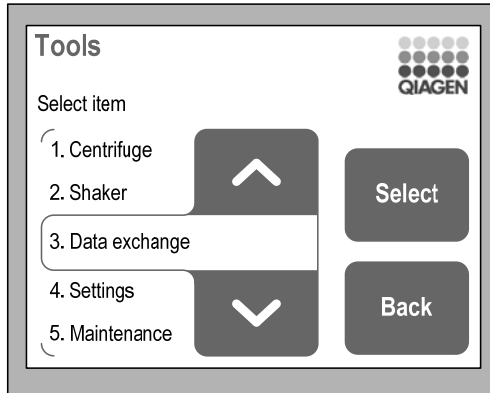 Tools
QIAGEN
Select item
1. Centrifuge
2. Shaker
3. Data exchange
4. Settings
5. Maintenance
Select
Back